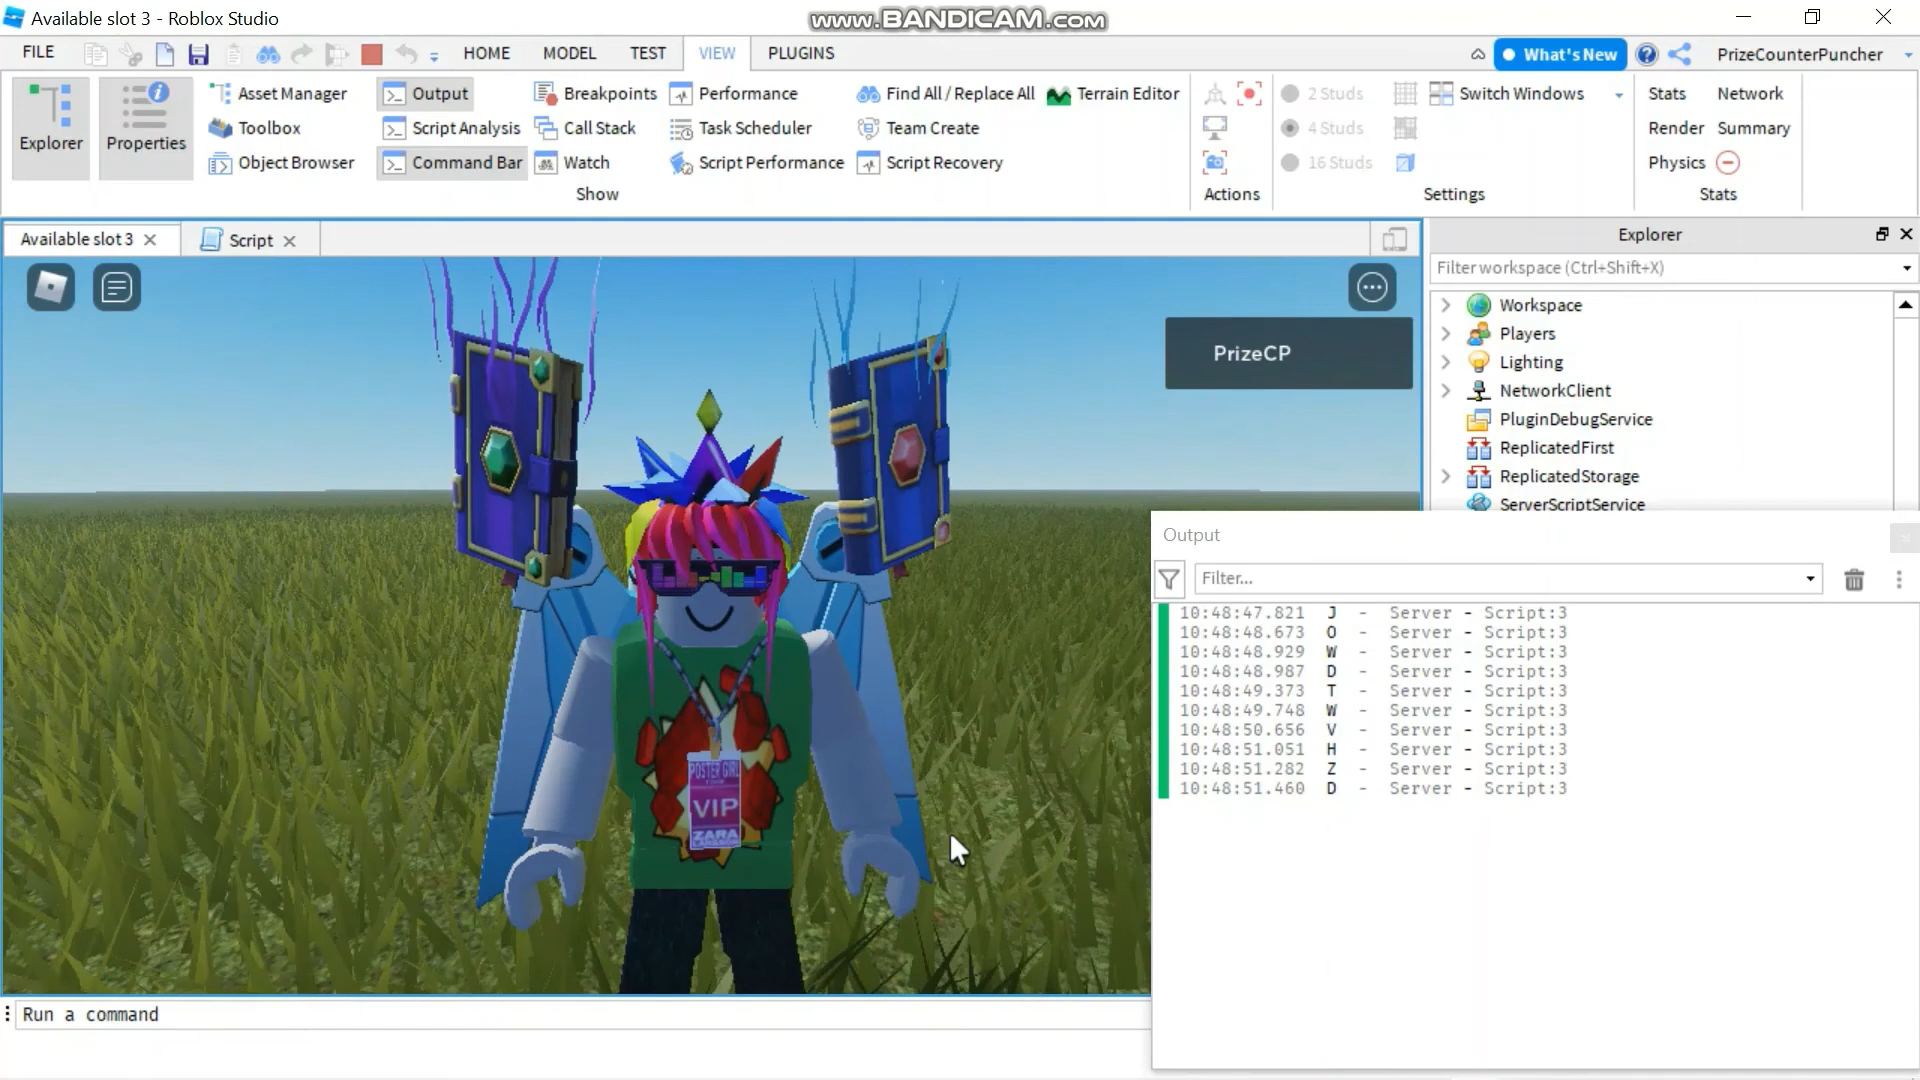 Available slot 3 - Roblox Studio
www.BANDICAM.com
FILE HOME MODEL TEST VIEW PLUGINS
What's New PrizeCounterPuncher
Explorer
Properties
Asset Manager
Toolbox
Object Browser
Output
Script Analysis
Command Bar
Breakpoints
Call Stack
Watch
Performance
Task Scheduler
Script Performance
Find All / Replace All
Team Create
Script Recovery
Terrain Editor
Show
Actions
2 Studs
4 Studs
16 Studs
Switch Windows
Settings
Stats Network
Render Summary
Physics
Stats
Available slot 3
Script
PrizeCP
POSTER GIRL
VIP
ZARA
LARSSON
Explorer
Filter workspace (Ctrl+Shift+X)
Workspace
Players
Lighting
NetworkClient
PluginDebugService
ReplicatedFirst
ReplicatedStorage
ServerScriptService
Output
Filter...
10:48:47.821 J - Server - Script:3
10:48:48.673 O - Server - Script:3
10:48:48.929 W - Server - Script:3
10:48:48.987 D - Server - Script:3
10:48:49.373 T - Server - Script:3
10:48:49.748 W - Server - Script:3
10:48:50.656 V - Server - Script:3
10:48:51.051 H - Server - Script:3
10:48:51.282 Z - Server - Script:3
10:48:51.460 D - Server - Script:3
Run a command